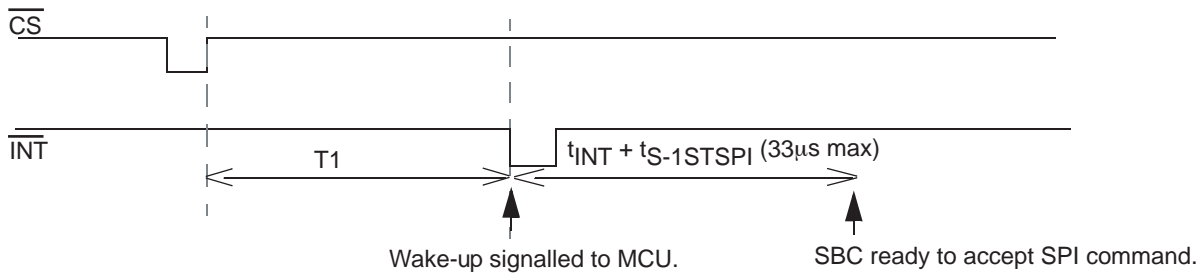 CS
INT
T1
tINT + tS-1STSPI (33μs max)
Wake-up signalled to MCU.
SBC ready to accept SPI command.